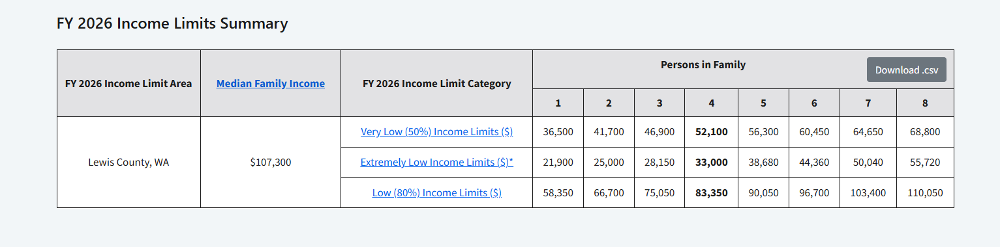 FY 2026 Income Limits Summary
FY 2026 Income Limit Area Median Family Income FY 2026 Income Limit Category Persons in Family Download .csv
1 2 3 4 5 6 7 8
Lewis County, WA $107,300
Very Low (50%) Income Limits ($) 36,500 41,700 46,900 52,100 56,300 60,450 64,650 68,800
Extremely Low Income Limits ($)* 21,900 25,000 28,150 33,000 38,680 44,360 50,040 55,720
Low (80%) Income Limits ($) 58,350 66,700 75,050 83,350 90,050 96,700 103,400 110,050